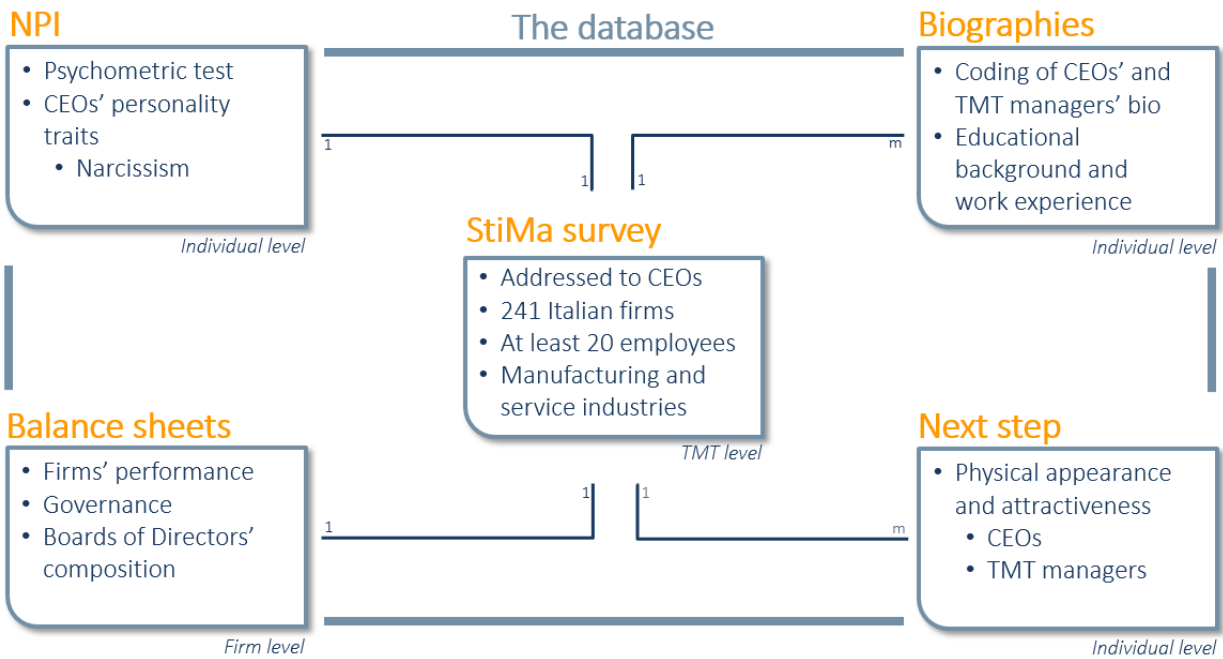 The database
NPI
• Psychometric test
• CEOs’ personality
traits
• Narcissism
Individual level
1
1
Biographies
• Coding of CEOs’ and
TMT managers’ bio
• Educational
background and
work experience
Individual level
m
1
StiMa survey
• Addressed to CEOs
• 241 Italian firms
• At least 20 employees
• Manufacturing and
service industries
TMT level
Balance sheets
• Firms’ performance
• Governance
• Boards of Directors’
composition
Firm level
1
1
Next step
• Physical appearance
and attractiveness
• CEOs
• TMT managers
Individual level
1
m